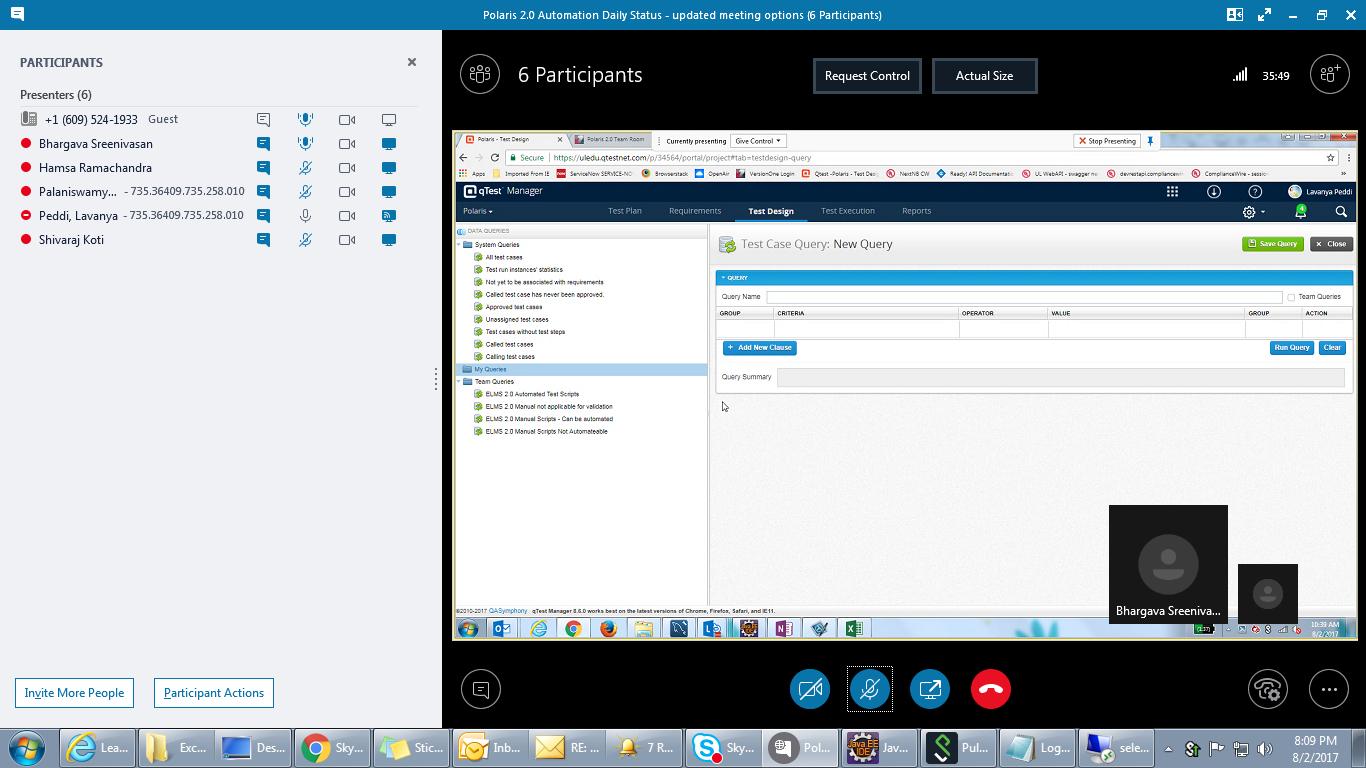 Polaris 2.0 Automation Daily Status - updated meeting options (6 Participants)
PARTICIPANTS
Presenters (6)
+1 (609) 524-1933 Guest
Bhargava Sreenivasan
Hamsa Ramachandra
Palaniswamy... - 735.36409.735.258.010
Peddi, Lavanya - 735.36409.735.258.010
Shivaraj Koti
Invite More People
Participant Actions
6 Participants
Request Control
Actual Size
35:49
Polaris - Test Design
Polaris 2.0 Team Room
Currently presenting
Give Control
Stop Presenting
Secure https://uledu.qtestnet.com/p/34564/portal/project#tab=testdesign-query
Apps
Imported From IE
ServiceNow SERVICE-NO
Browserstack
OpenAir
VersionOne Login
Qtest -Polaris - Test Desi
NextNB CW
Ready! API Documentati
UL WebAPI - swagger
devrestapi.compliancew
ComplianceWire - sessio
qTest Manager
Lavanya Peddi
Polaris
Test Plan
Requirements
Test Design
Test Execution
Reports
4
DATA QUERIES
System Queries
All test cases
Test run instances' statistics
Not yet to be associated with requirements
Called test case has never been approved.
Approved test cases
Unassigned test cases
Test cases without test steps
Called test cases
Calling test cases
My Queries
Team Queries
ELMS 2.0 Automated Test Scripts
ELMS 2.0 Manual not applicable for validation
ELMS 2.0 Manual Scripts - Can be automated
ELMS 2.0 Manual Scripts Not Automateable
Test Case Query: New Query
Save Query
Close
QUERY
Query Name
Team Queries
GROUP CRITERIA OPERATOR VALUE GROUP ACTION
+ Add New Clause
Run Query
Clear
Query Summary
Bhargava Sreeniva...
©2010-2017 QASymphony qTest Manager 8.6.0 works best on the latest versions of Chrome, Firefox, Safari, and IE11.
10:39 AM
8/2/2017
Lea...
Exc...
Des...
Sky...
Stic...
Inb...
RE: ...
7 R...
Sky...
Pol...
Jav...
Pul...
Log...
sele...
8:09 PM
8/2/2017